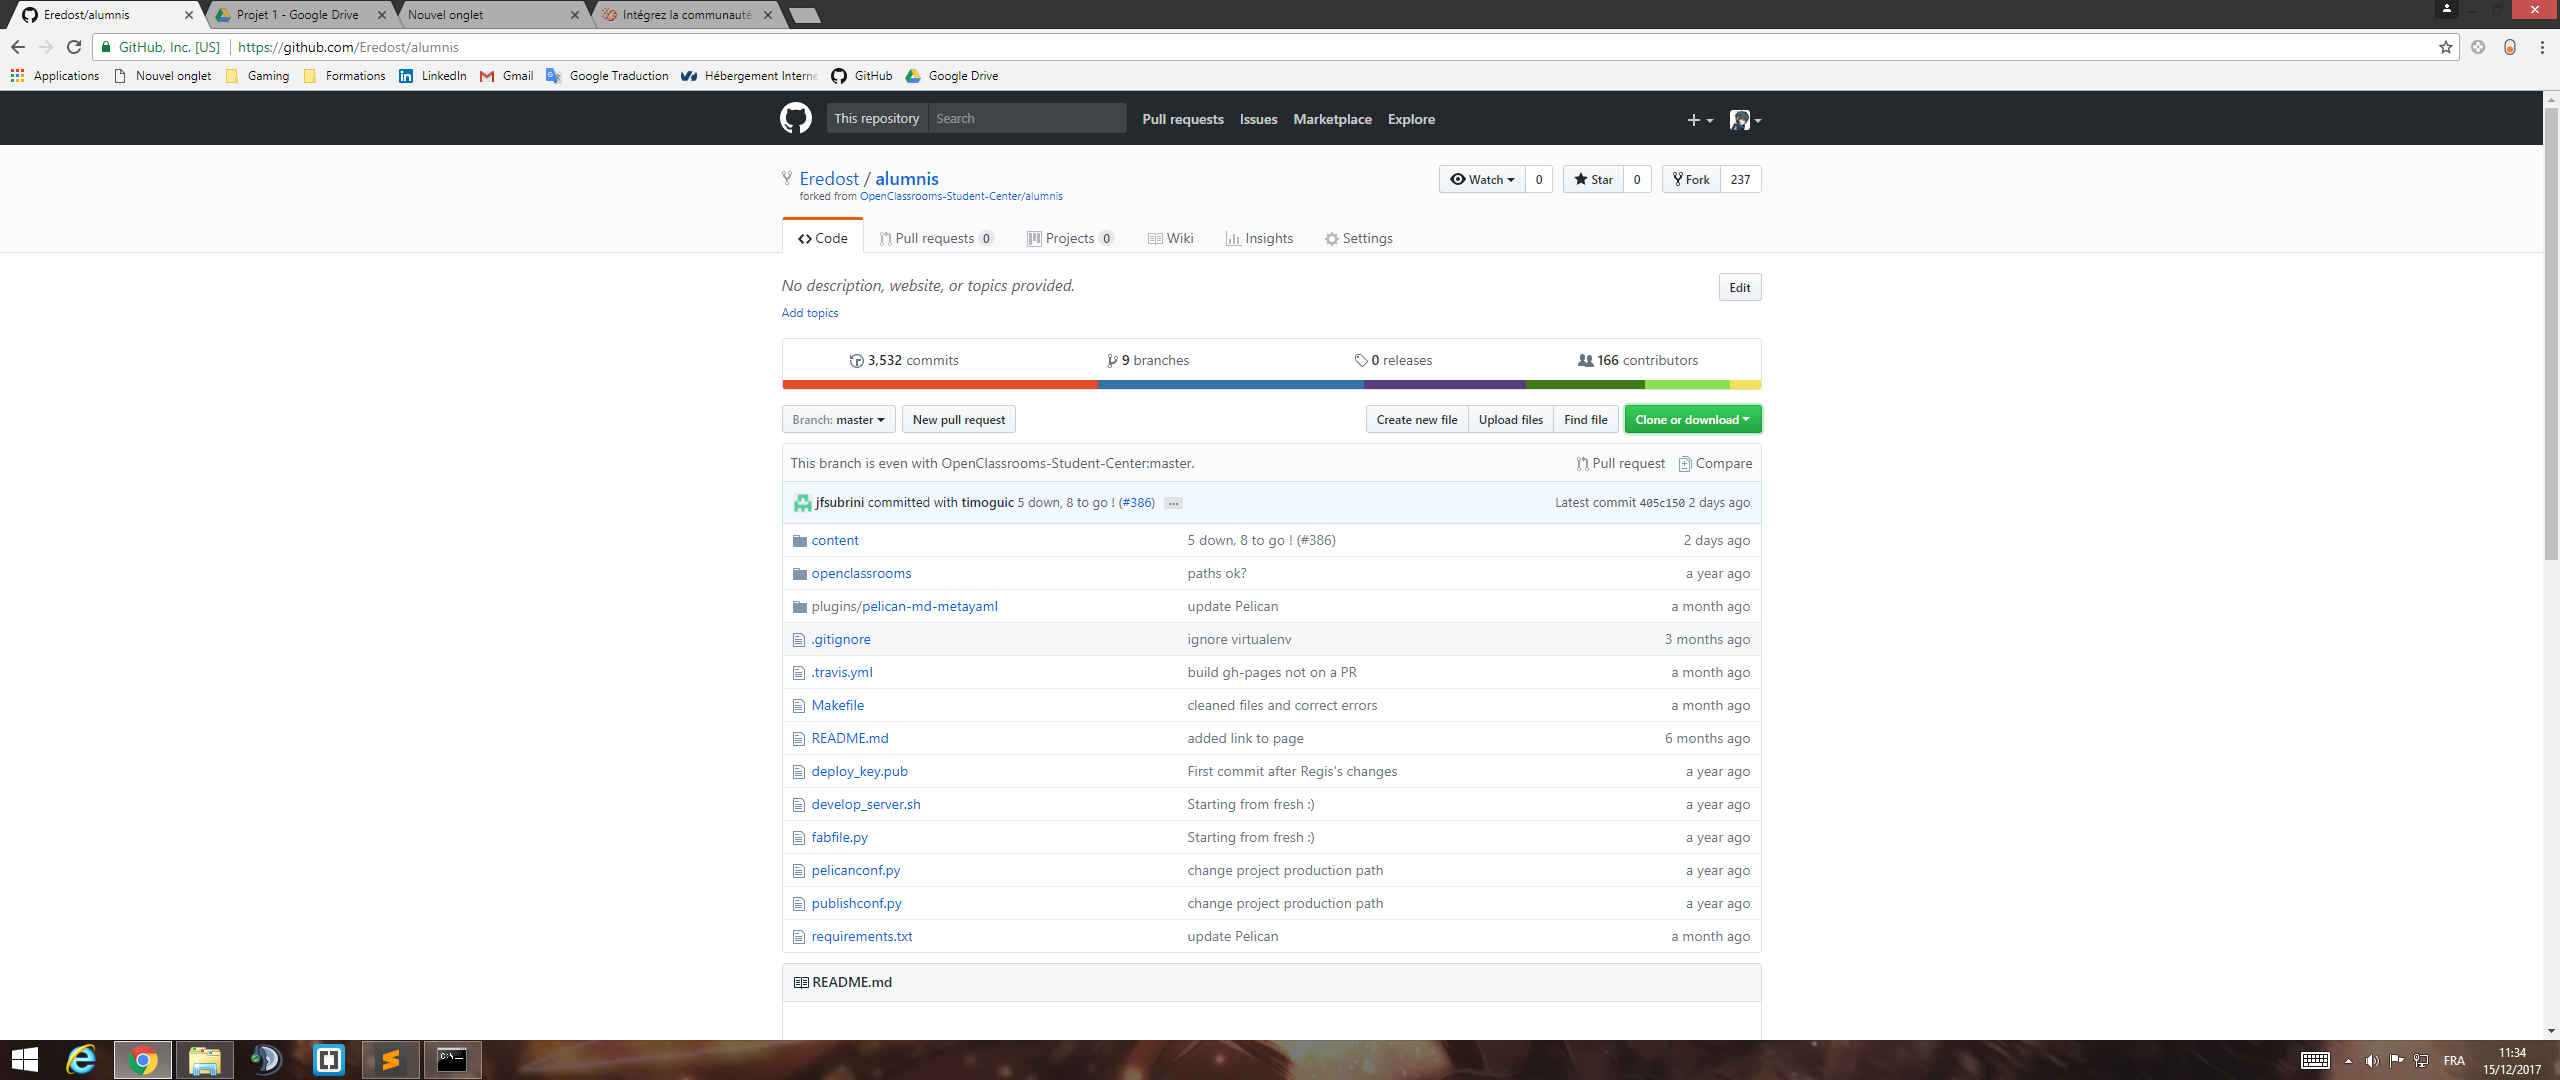 Eredost/alumnis Projet 1 - Google Drive Nouvel onglet Intégrez la communauté
GitHub, Inc. [US] https://github.com/Eredost/alumnis
Applications Nouvel onglet Gaming Formations LinkedIn Gmail Google Traduction Hébergement Interne GitHub Google Drive
This repository Search Pull requests Issues Marketplace Explore
Eredost / alumnis Watch 0 Star 0 Fork 237
forked from OpenClassrooms-Student-Center/alumnis
Code Pull requests 0 Projects 0 Wiki Insights Settings
No description, website, or topics provided. Edit
Add topics
3,532 commits 9 branches 0 releases 166 contributors
Branch: master New pull request Create new file Upload files Find file Clone or download
This branch is even with OpenClassrooms-Student-Center:master. Pull request Compare
jfsubrini committed with timoguic 5 down, 8 to go ! (#386) ... Latest commit 405c150 2 days ago
content 5 down, 8 to go ! (#386) 2 days ago
openclassrooms paths ok? a year ago
plugins/pelican-md-metayaml update Pelican a month ago
.gitignore ignore virtualenv 3 months ago
.travis.yml build gh-pages not on a PR a month ago
Makefile cleaned files and correct errors a month ago
README.md added link to page 6 months ago
deploy_key.pub First commit after Regis's changes a year ago
develop_server.sh Starting from fresh :) a year ago
fabfile.py Starting from fresh :) a year ago
pelicanconf.py change project production path a year ago
publishconf.py change project production path a year ago
requirements.txt update Pelican a month ago
README.md
FRA 11:34
15/12/2017